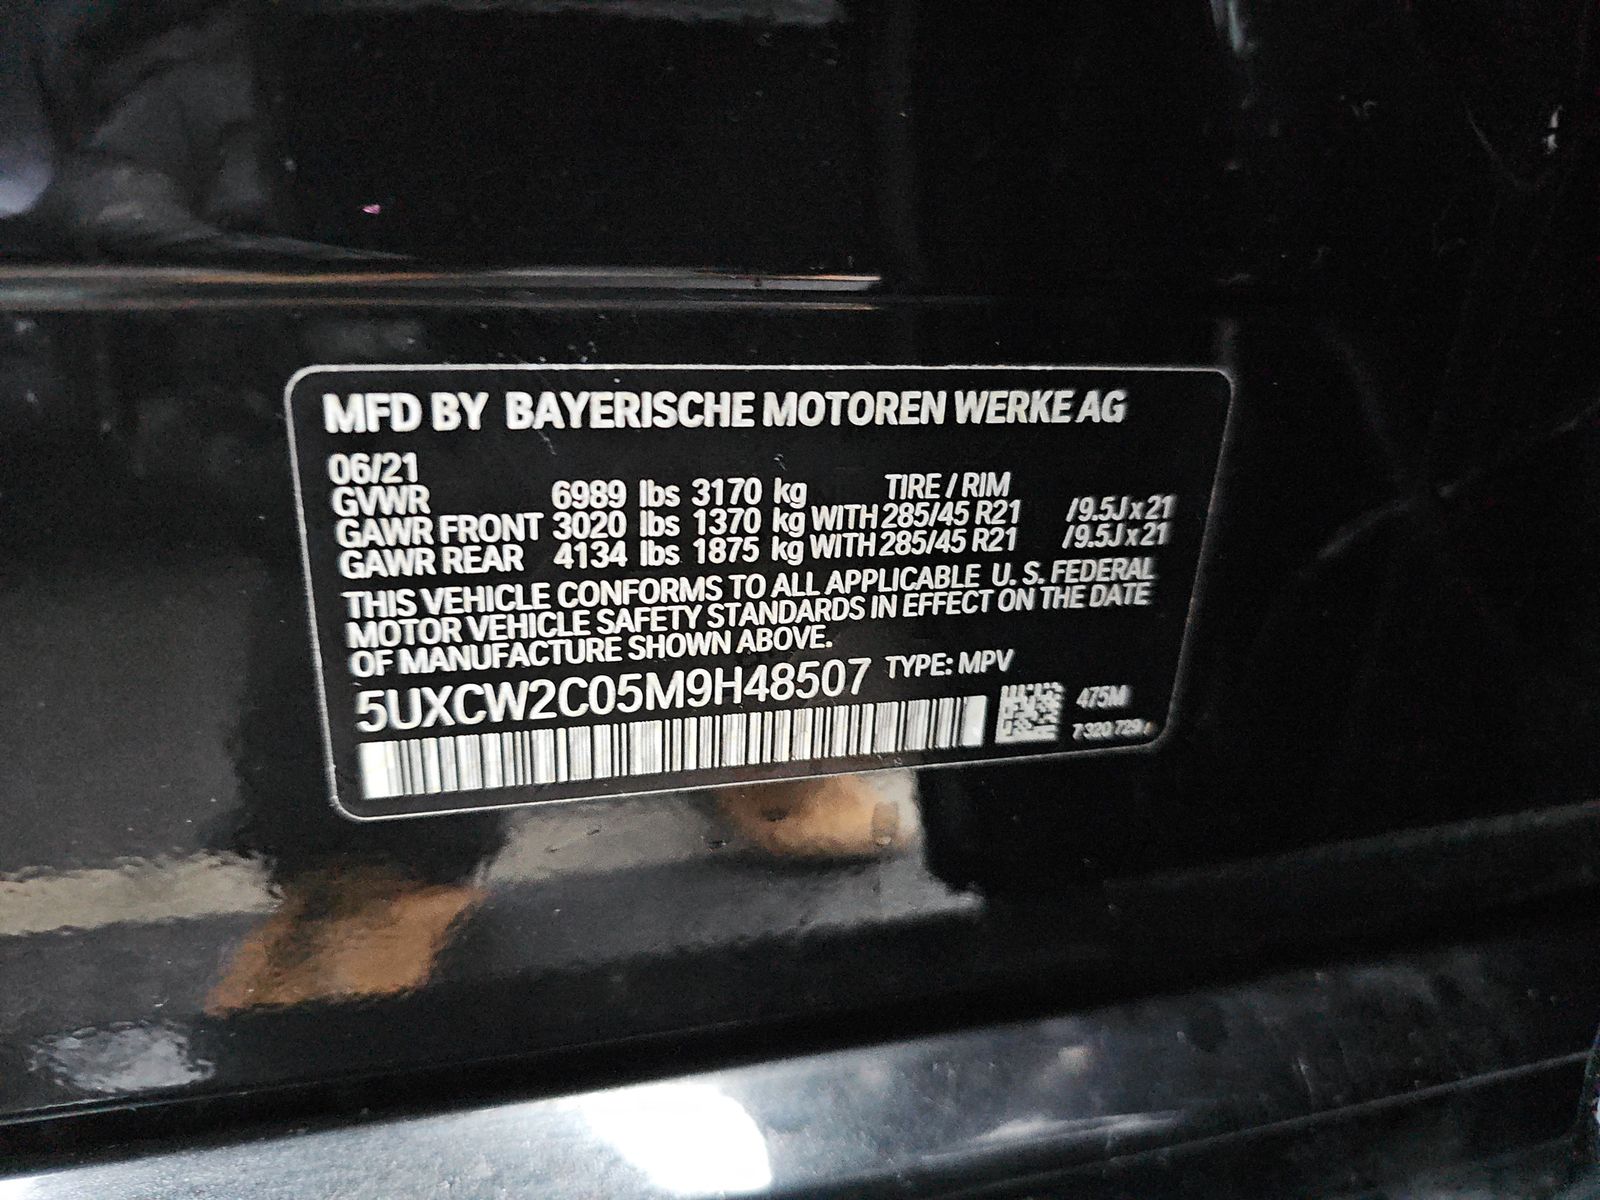 MFD BY BAYERISCHE MOTOREN WERKE AG
06/21
GVWR 6989 lbs 3170 kg TIRE / RIM
GAWR FRONT 3020 lbs 1370 kg WITH 285/45 R21 /9.5J x 21
GAWR REAR 4134 lbs 1875 kg WITH 285/45 R21 /9.5J x 21
THIS VEHICLE CONFORMS TO ALL APPLICABLE U. S. FEDERAL
MOTOR VEHICLE SAFETY STANDARDS IN EFFECT ON THE DATE
OF MANUFACTURE SHOWN ABOVE.
5UXCW2C05M9H48507 TYPE: MPV
475M
7 320 729